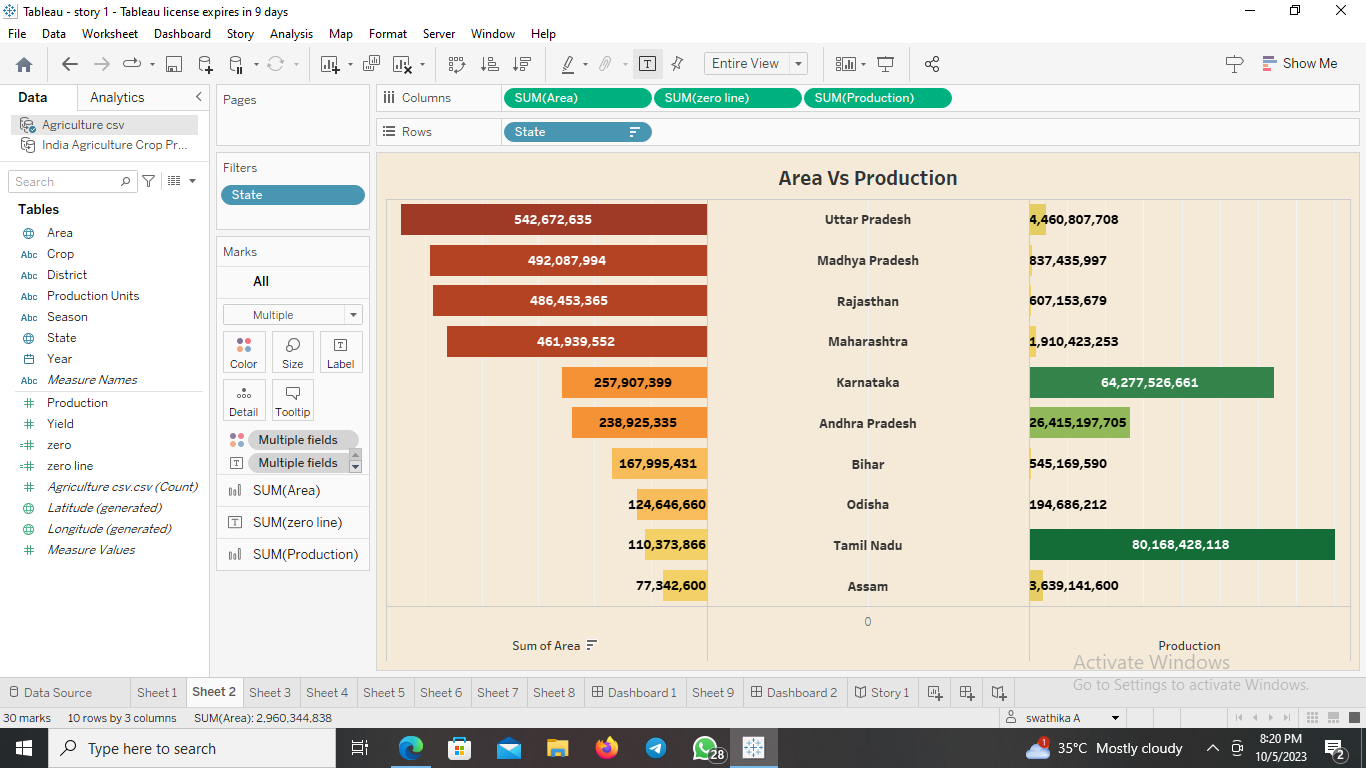 Tableau - story 1 - Tableau license expires in 9 days
File Data Worksheet Dashboard Story Analysis Map Format Server Window Help
Entire View
Show Me
Data Analytics
Agriculture csv
India Agriculture Crop Pr...
Search
Tables
Area
Abc Crop
Abc District
Abc Production Units
Abc Season
State
Year
Abc Measure Names
Production
Yield
zero
zero line
Agriculture csv.csv (Count)
Latitude (generated)
Longitude (generated)
Measure Values
Pages
Filters
State
Marks
All
Multiple
Color Size Label
Detail Tooltip
Multiple fields
Multiple fields
SUM(Area)
SUM(zero line)
SUM(Production)
Columns SUM(Area) SUM(zero line) SUM(Production)
Rows State
Area Vs Production
542,672,635 Uttar Pradesh 4,460,807,708
492,087,994 Madhya Pradesh 837,435,997
486,453,365 Rajasthan 607,153,679
461,939,552 Maharashtra 1,910,423,253
257,907,399 Karnataka 64,277,526,661
238,925,335 Andhra Pradesh 26,415,197,705
167,995,431 Bihar 545,169,590
124,646,660 Odisha 194,686,212
110,373,866 Tamil Nadu 80,168,428,118
77,342,600 Assam 3,639,141,600
0
Sum of Area Production
Activate Windows
Go to Settings to activate Windows.
Data Source Sheet 1 Sheet 2 Sheet 3 Sheet 4 Sheet 5 Sheet 6 Sheet 7 Sheet 8 Dashboard 1 Sheet 9 Dashboard 2 Story 1
30 marks 10 rows by 3 columns SUM(Area): 2,960,344,838 swathika A
Type here to search 28 1 35°C Mostly cloudy 8:20 PM
10/5/2023 2